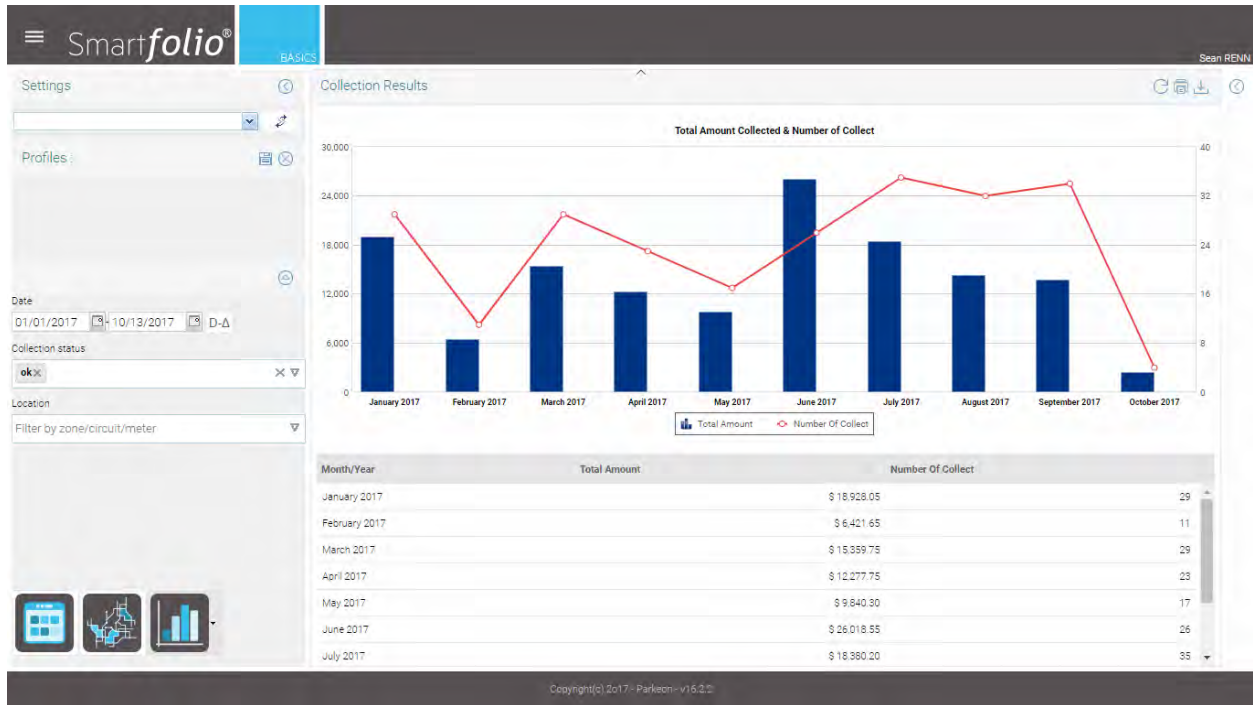 Smartfolio®
BASICS
Sean RENN
Settings
Profiles
Date
01/01/2017 - 10/13/2017 D-Δ
Collection status
ok ×
Location
Filter by zone/circuit/meter
Collection Results
Total Amount Collected & Number of Collect
30,000
24,000
18,000
12,000
6,000
0
40
32
24
16
8
0
January 2017 February 2017 March 2017 April 2017 May 2017 June 2017 July 2017 August 2017 September 2017 October 2017
Total Amount Number Of Collect
Month/Year Total Amount Number Of Collect
January 2017 $ 18,928.05 29
February 2017 $ 6,421.65 11
March 2017 $ 15,359.75 29
April 2017 $ 12,277.75 23
May 2017 $ 9,840.30 17
June 2017 $ 26,018.55 26
July 2017 $ 18,380.20 35
Copyright(c) 2o17 - Parkeon - v16.2.